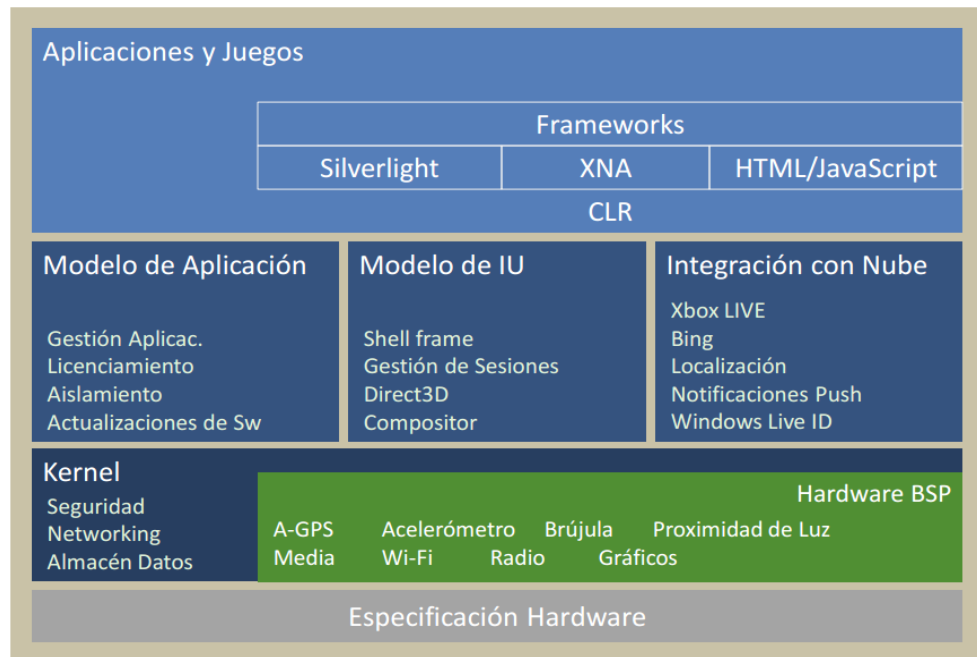 Aplicaciones y Juegos
Frameworks
Silverlight XNA HTML/JavaScript
CLR
Modelo de Aplicación
Gestión Aplicac.
Licenciamiento
Aislamiento
Actualizaciones de Sw
Modelo de IU
Shell frame
Gestión de Sesiones
Direct3D
Compositor
Integración con Nube
Xbox LIVE
Bing
Localización
Notificaciones Push
Windows Live ID
Kernel
Seguridad
Networking
Almacén Datos
Hardware BSP
A-GPS Acelerómetro Brújula Proximidad de Luz
Media Wi-Fi Radio Gráficos
Especificación Hardware